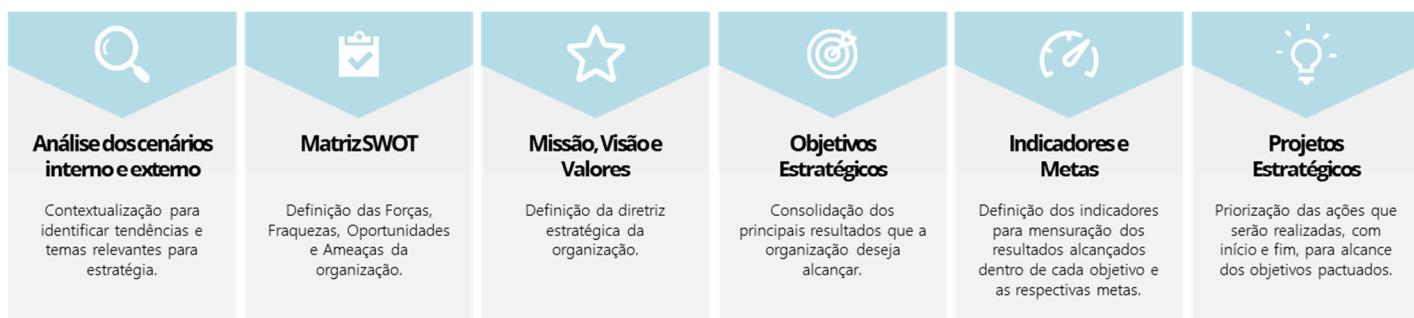 Análise dos cenários
interno e externo
Contextualização para
identificar tendências e
temas relevantes para
estratégia.
Matriz SWOT
Definição das Forças,
Fraquezas, Oportunidades
e Ameaças da
organização.
Missão, Visão e
Valores
Definição da diretriz
estratégica da
organização.
Objetivos
Estratégicos
Consolidação dos
principais resultados que a
organização deseja
alcançar.
Indicadores e
Metas
Definição dos indicadores
para mensuração dos
resultados alcançados
dentro de cada objetivo e
as respectivas metas.
Projetos
Estratégicos
Priorização das ações que
serão realizadas, com
início e fim, para alcance
dos objetivos pactuados.